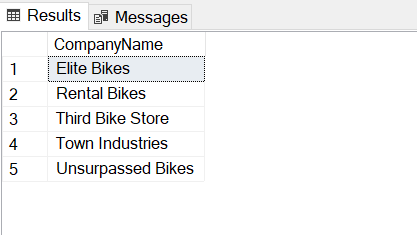 Results Messages
CompanyName
1 Elite Bikes
2 Rental Bikes
3 Third Bike Store
4 Town Industries
5 Unsurpassed Bikes